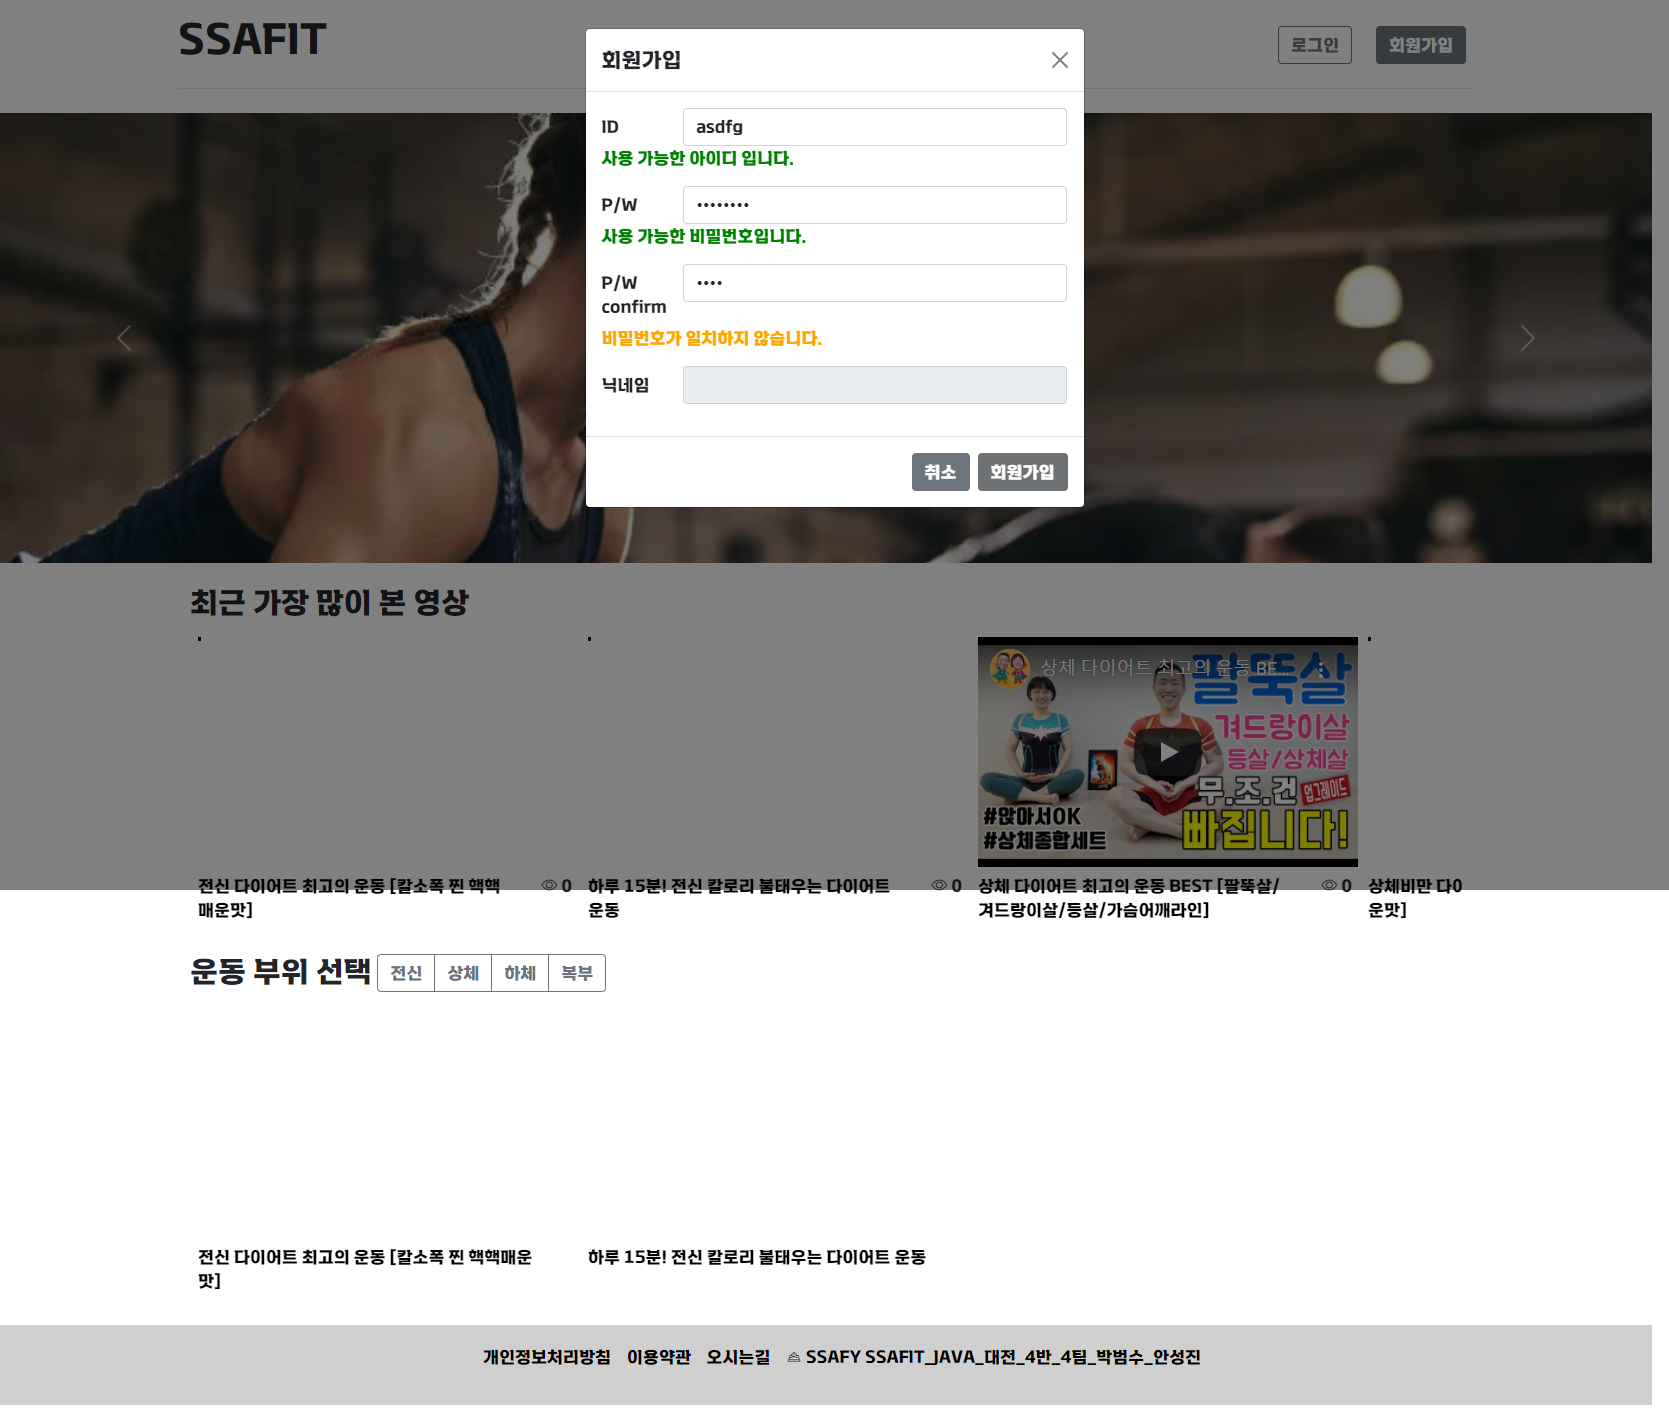 SSAFIT
로그인
회원가입
회원가입
ID
asdfg
사용 가능한 아이디 입니다.
P/W
••••••••
사용 가능한 비밀번호입니다.
P/W
confirm
••••
비밀번호가 일치하지 않습니다.
닉네임
취소
회원가입
최근 가장 많이 본 영상
상체 다이어트 최고의 운동 BE...
팔뚝살
겨드랑이살
등살/상체살
무.조.건
업그레이드
빠집니다!
#앉아서OK
#상체종합세트
전신 다이어트 최고의 운동 [칼소폭 찐 핵핵
매운맛]
0
하루 15분! 전신 칼로리 불태우는 다이어트
운동
0
상체 다이어트 최고의 운동 BEST [팔뚝살/
겨드랑이살/등살/가슴어깨라인]
0
상체비만 다이
운맛]
운동 부위 선택
전신
상체
하체
복부
전신 다이어트 최고의 운동 [칼소폭 찐 핵핵매운
맛]
하루 15분! 전신 칼로리 불태우는 다이어트 운동
개인정보처리방침 이용약관 오시는길 SSAFY SSAFIT_JAVA_대전_4반_4팀_박범수_안성진